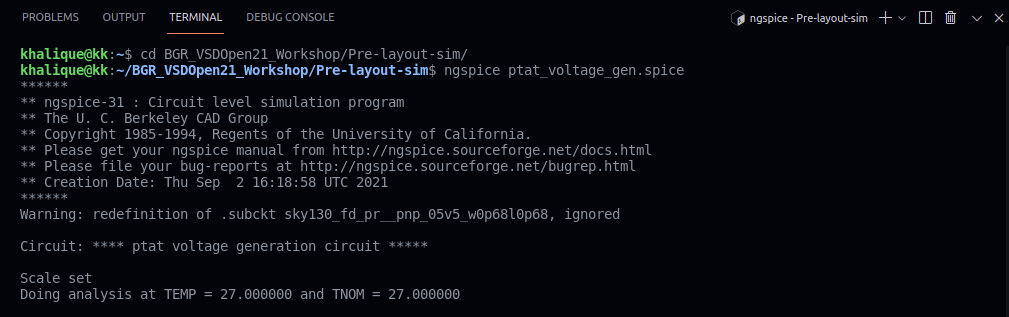 PROBLEMS OUTPUT TERMINAL DEBUG CONSOLE ngspice - Pre-layout-sim
khalique@kk:~$ cd BGR_VSDOpen21_Workshop/Pre-layout-sim/
khalique@kk:~/BGR_VSDOpen21_Workshop/Pre-layout-sim$ ngspice ptat_voltage_gen.spice
******
** ngspice-31 : Circuit level simulation program
** The U. C. Berkeley CAD Group
** Copyright 1985-1994, Regents of the University of California.
** Please get your ngspice manual from http://ngspice.sourceforge.net/docs.html
** Please file your bug-reports at http://ngspice.sourceforge.net/bugrep.html
** Creation Date: Thu Sep  2 16:18:58 UTC 2021
******
Warning: redefinition of .subckt sky130_fd_pr__pnp_05v5_w0p68l0p68, ignored
Circuit: **** ptat voltage generation circuit *****
Scale set
Doing analysis at TEMP = 27.000000 and TNOM = 27.000000